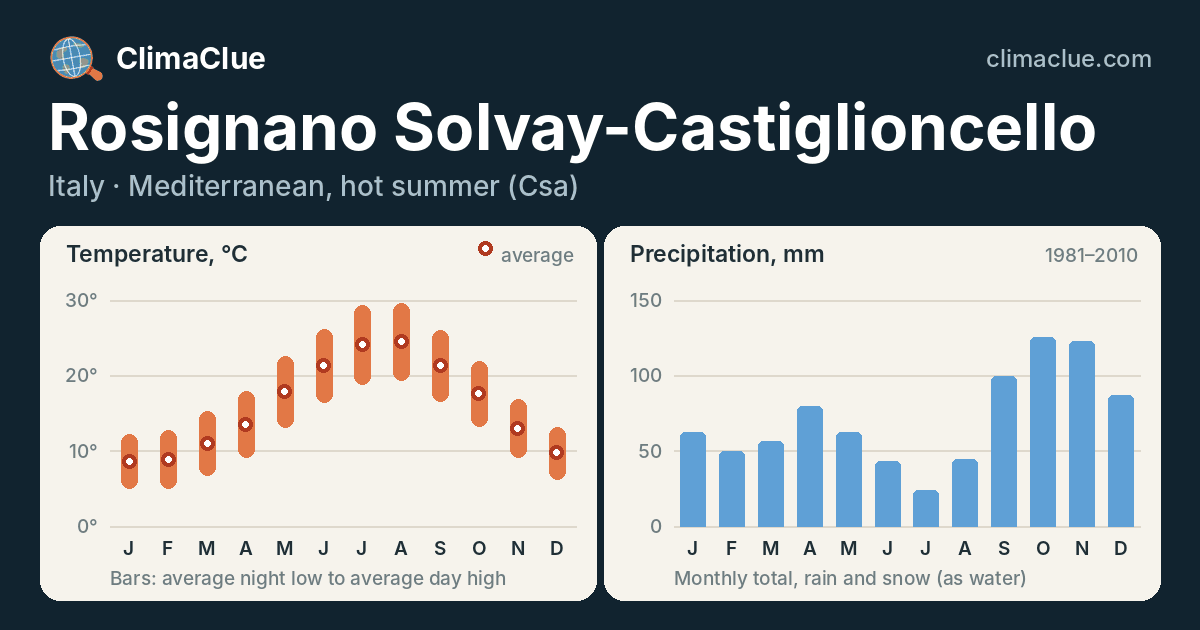 ClimaClue
climaclue.com
Rosignano Solvay-Castiglioncello
Italy · Mediterranean, hot summer (Csa)
Temperature, °C
average
30°
20°
10°
0°
J F M A M J J A S O N D
Bars: average night low to average day high
Precipitation, mm
1981–2010
150
100
50
0
J F M A M J J A S O N D
Monthly total, rain and snow (as water)